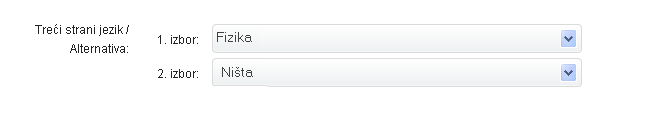 Treći strani jezik /
Alternativa:
1. izbor: Fizika
2. izbor: Ništa